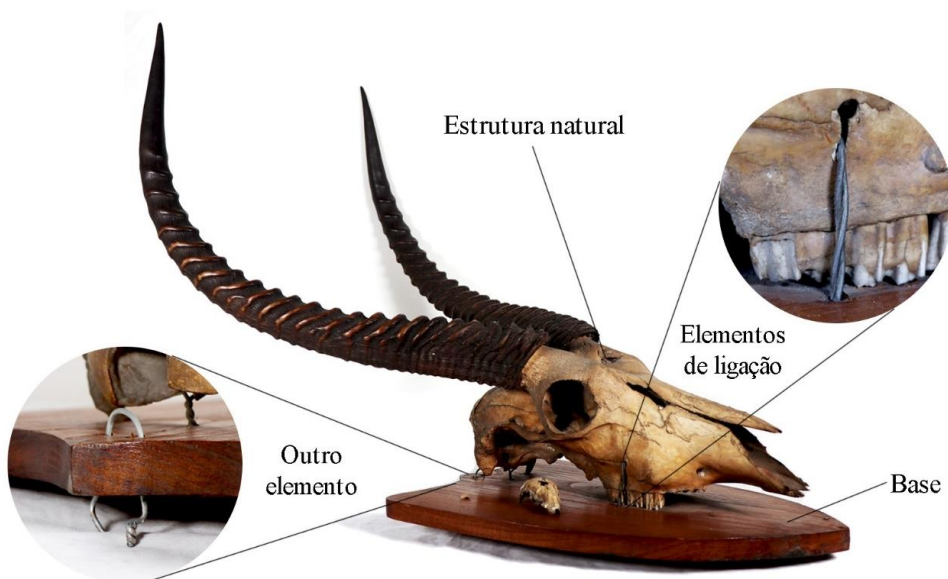 Estrutura natural
Elementos
de ligação
Outro
elemento
Base